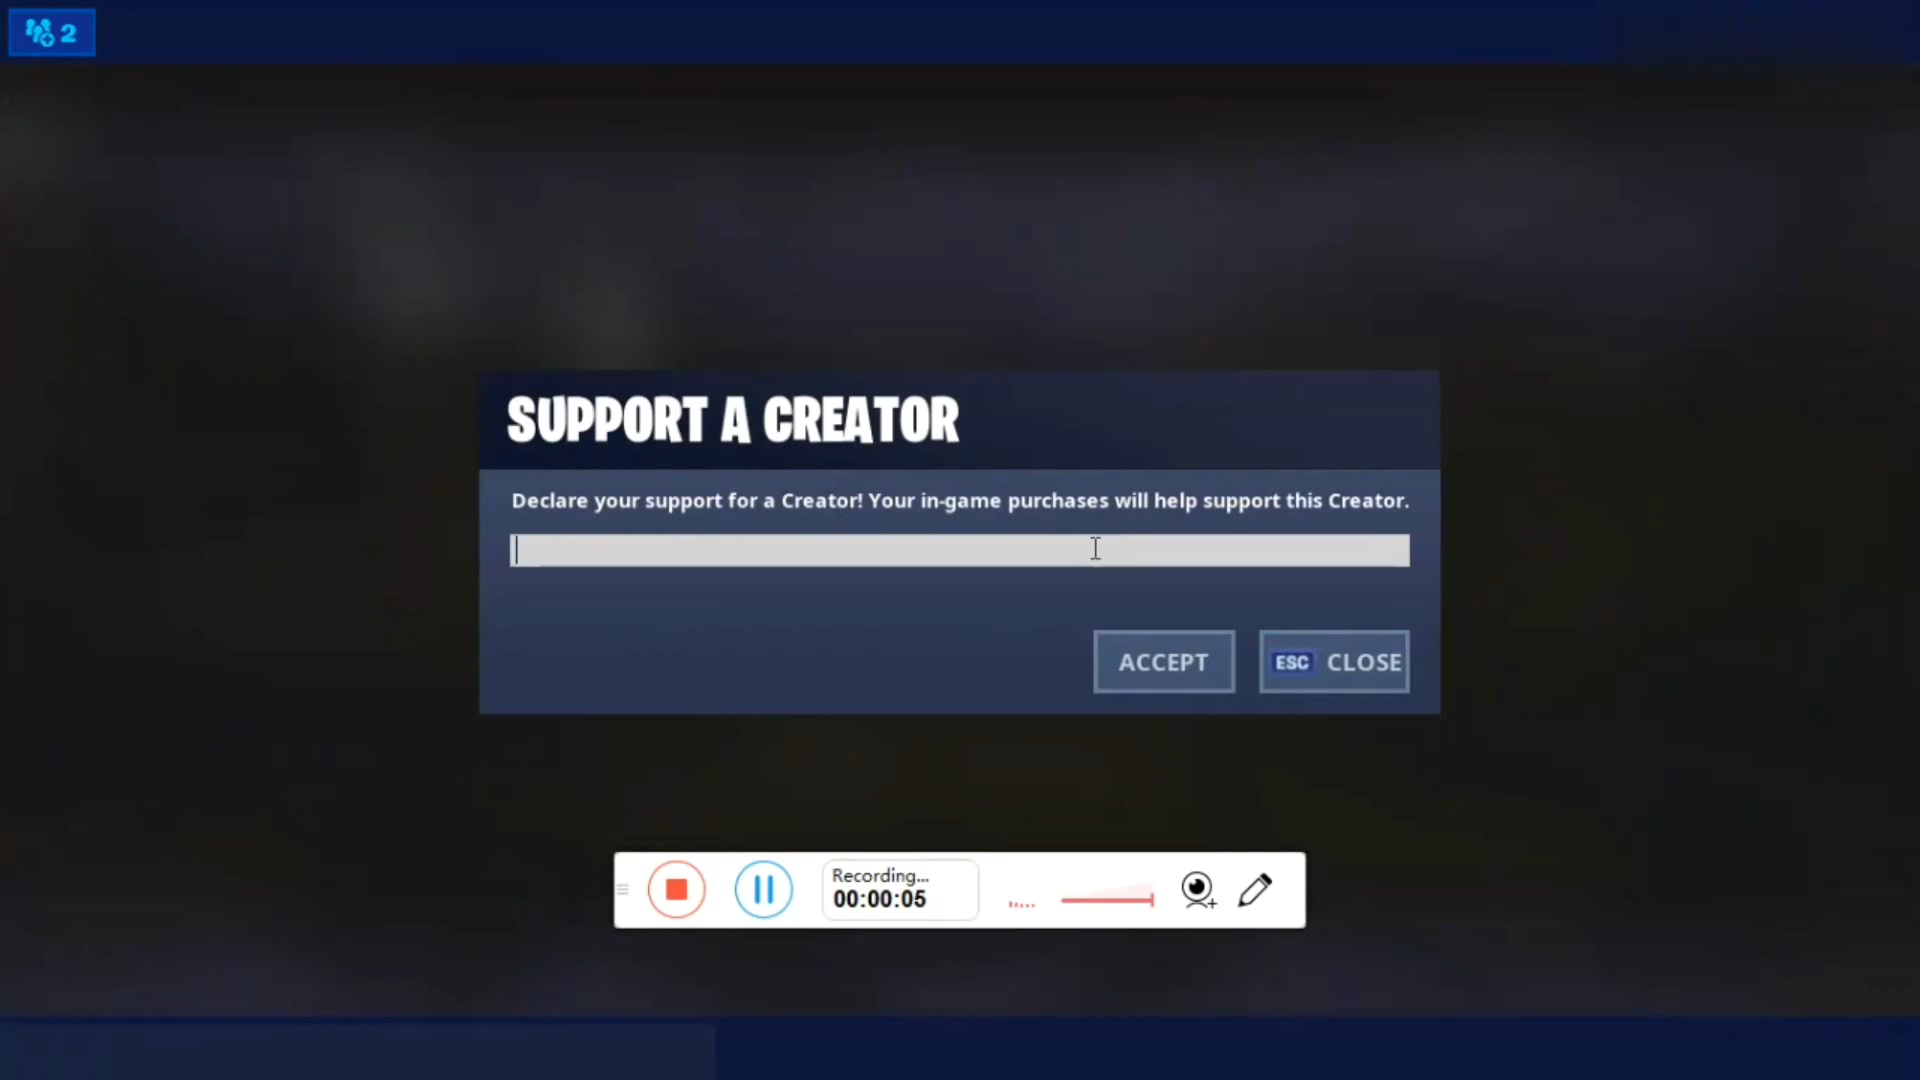 2
SUPPORT A CREATOR
Declare your support for a Creator! Your in-game purchases will help support this Creator.
ACCEPT
ESC CLOSE
Recording...
00:00:05